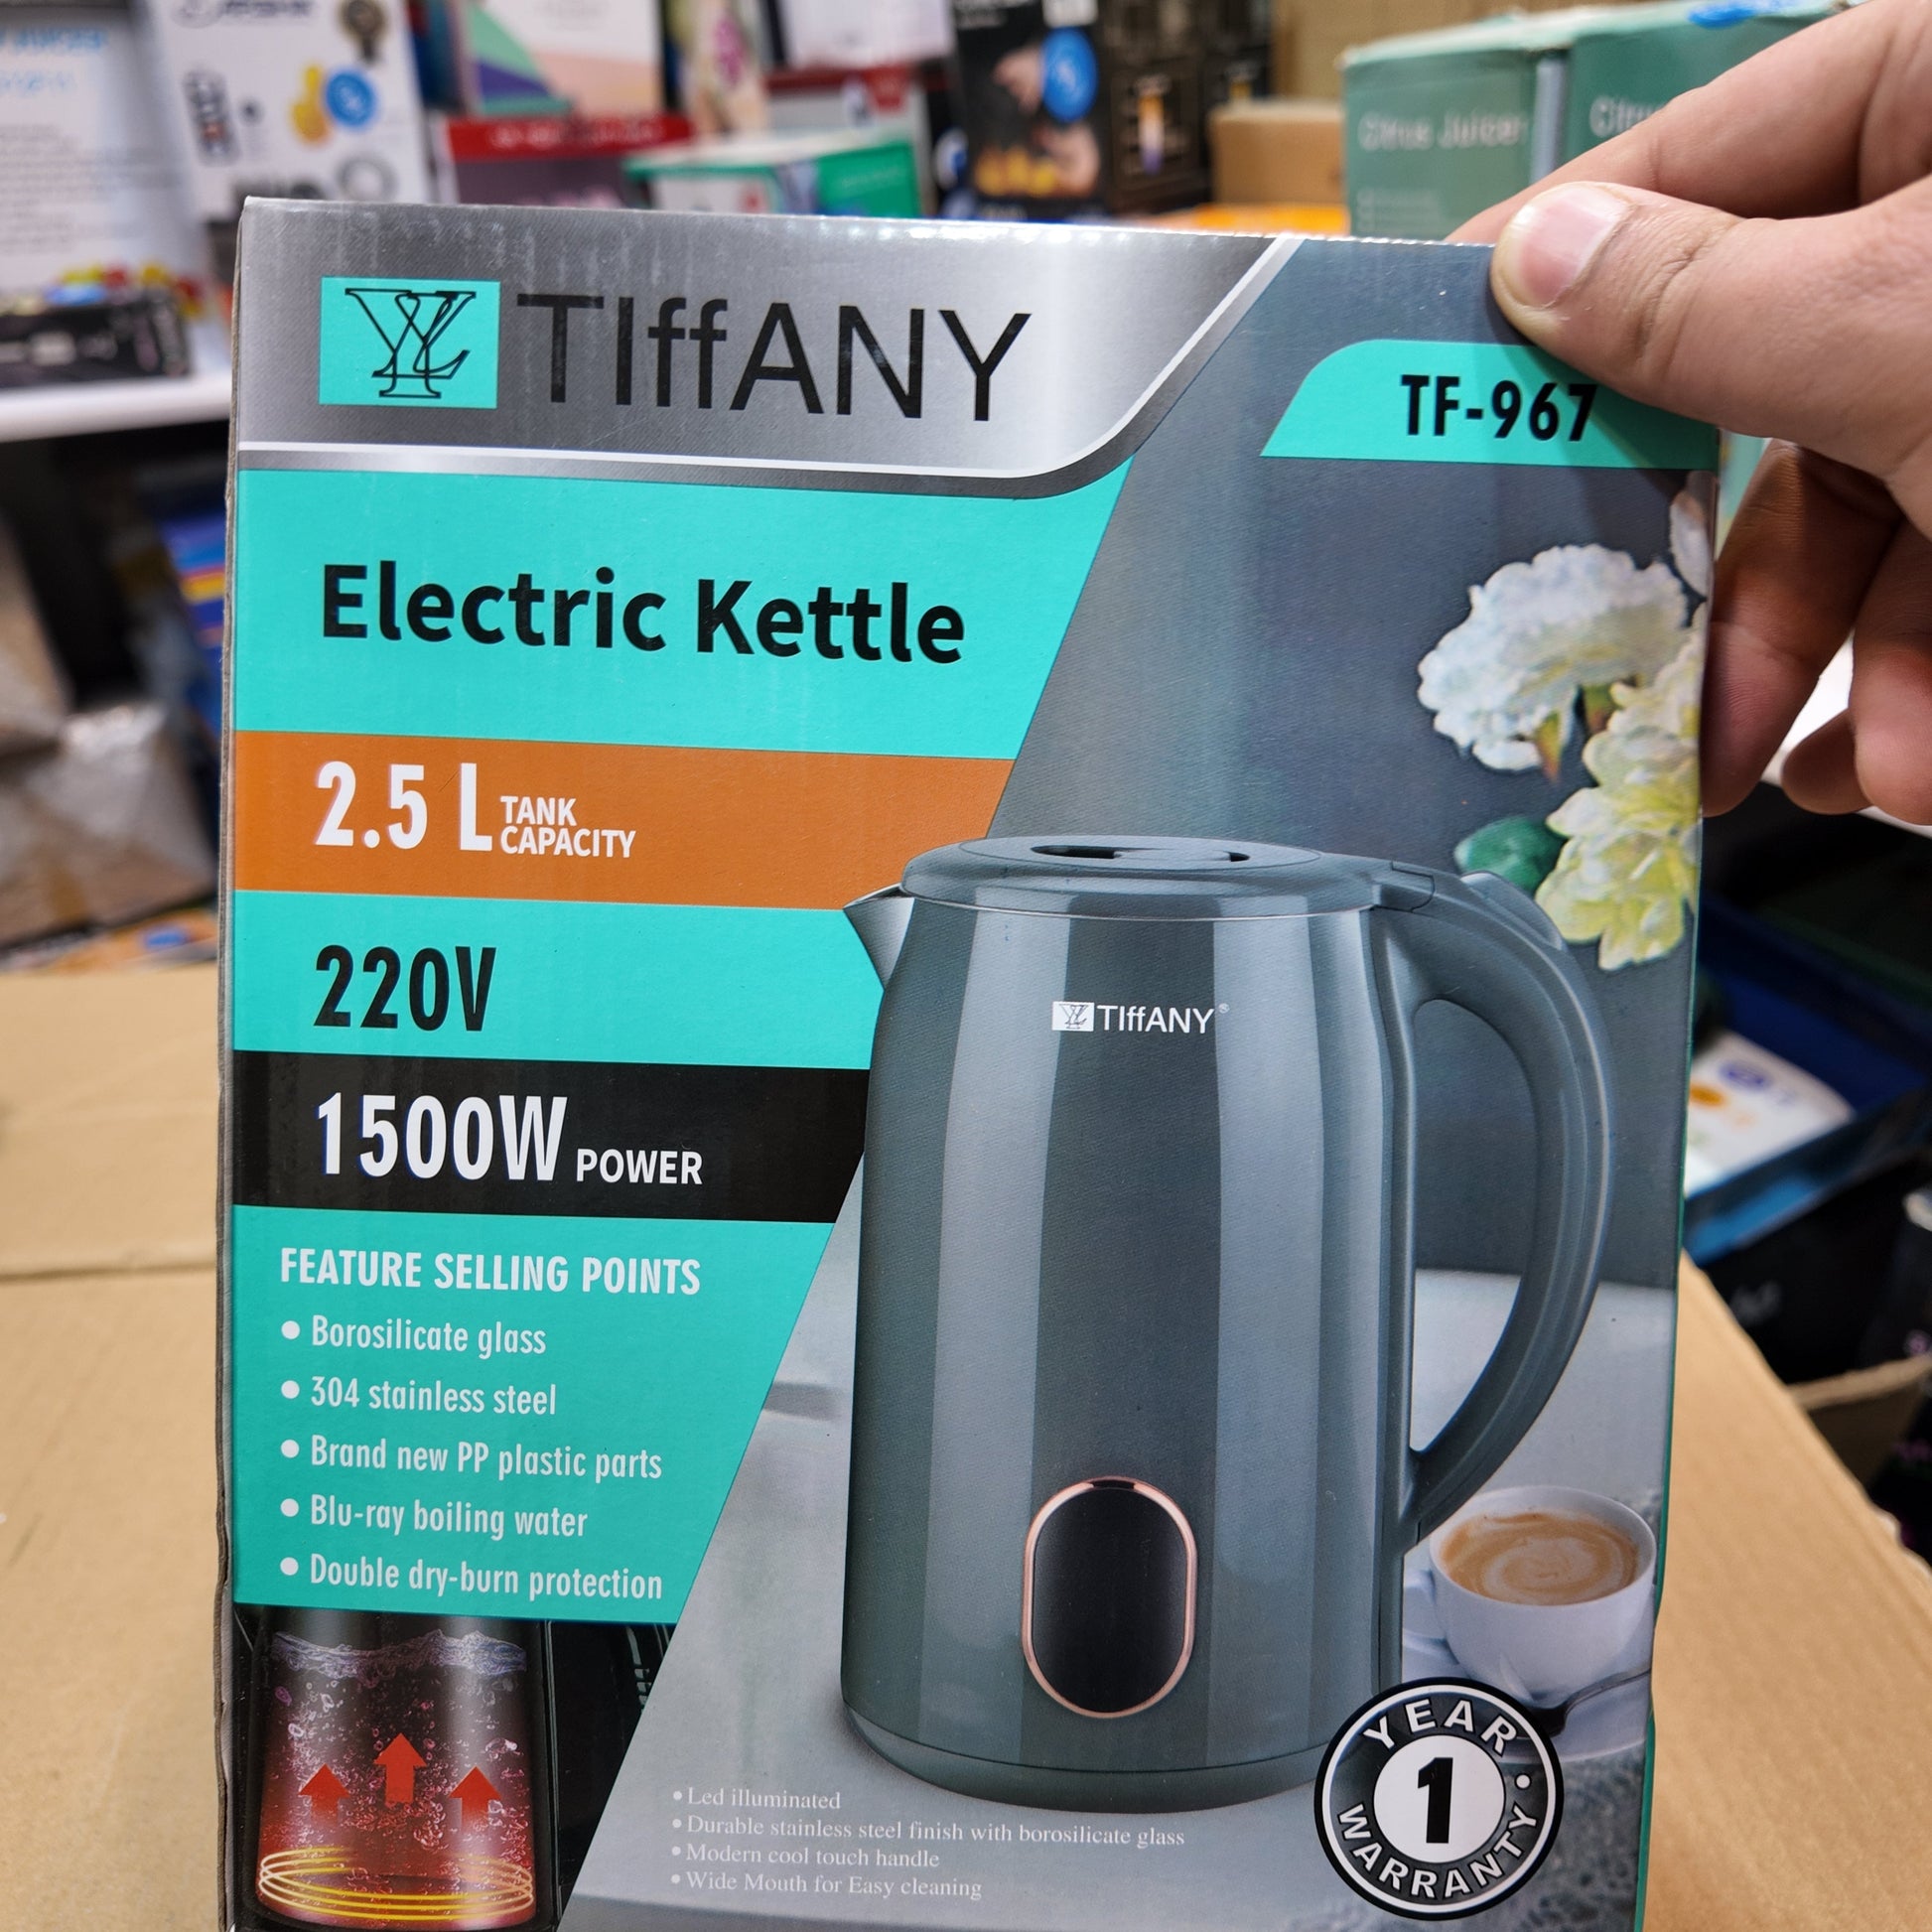 Citrus Juicer
TIffANY
TF-967
Electric Kettle
2.5 L TANK
CAPACITY
220V
1500W POWER
FEATURE SELLING POINTS
• Borosilicate glass
• 304 stainless steel
• Brand new PP plastic parts
• Blu-ray boiling water
• Double dry-burn protection
TIffANY®
• Led illuminated
• Durable stainless steel finish with borosilicate glass
• Modern cool touch handle
• Wide Mouth for Easy cleaning
YEAR
1
WARRANTY